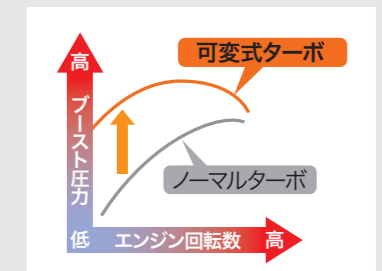 可変式ターボ
高
ブースト圧力
ノーマルターボ
低 エンジン回転数 高